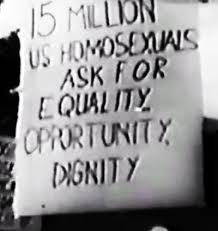 15 MILLION
US HOMOSEXUALS
ASK FOR
EQUALITY,
OPPORTUNITY,
DIGNITY